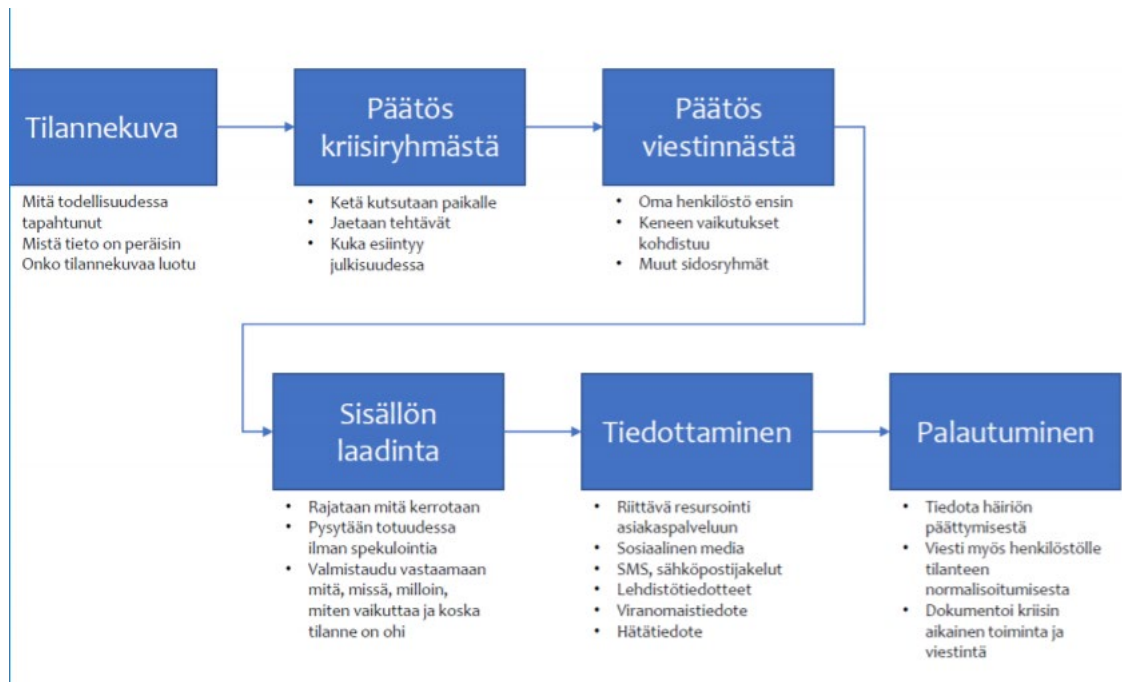 Tilannekuva
Mitä todellisuudessa
tapahtunut
Mistä tieto on peräisin
Onko tilannekuvaa luotu
Päätös
kriisiryhmästä
• Ketä kutsutaan paikalle
• Jaetaan tehtävät
• Kuka esiintyy
julkisuudessa
Päätös
viestinnästä
• Oma henkilöstö ensin
• Keneen vaikutukset
kohdistuu
• Muut sidosryhmät
Sisällön
laadinta
• Rajataan mitä kerrotaan
• Pysytään totuudessa
ilman spekulointia
• Valmistaudu vastaamaan
mitä, missä, milloin,
miten vaikuttaa ja koska
tilanne on ohi
Tiedottaminen
• Riittävä resursointi
asiakaspalveluun
• Sosiaalinen media
• SMS, sähköpostijakelut
• Lehdistötiedotteet
• Viranomaistiedote
• Hätätiedote
Palautuminen
• Tiedota häiriön
päättymisestä
• Viesti myös henkilöstölle
tilanteen
normalisoitumisesta
• Dokumentoi kriisin
aikainen toiminta ja
viestintä